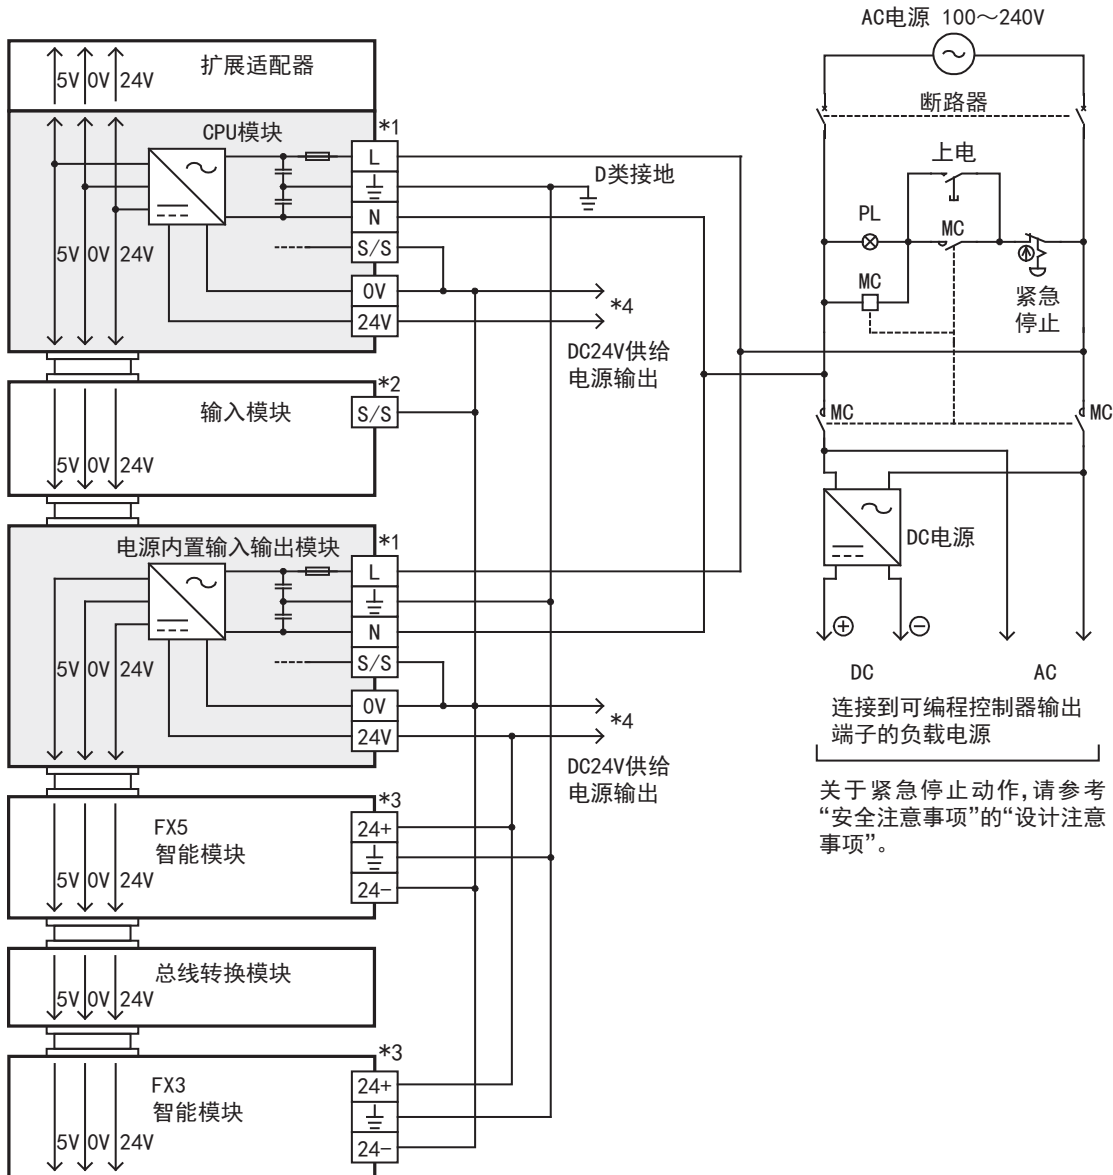 AC电源 100～240V
断路器
上电
PL
MC
MC
紧急
停止
MC
MC
DC电源
⊕
⊖
DC
AC
连接到可编程控制器输出
端子的负载电源
关于紧急停止动作,请参考
“安全注意事项”的“设计注意
事项”。
扩展适配器
5V 0V 24V
CPU模块
*1
L
N
S/S
0V
24V
5V 0V 24V
D类接地
*4
DC24V供给
电源输出
输入模块
*2
S/S
5V 0V 24V
电源内置输入输出模块
*1
L
N
S/S
0V
24V
5V 0V 24V
*4
DC24V供给
电源输出
FX5
智能模块
*3
24+
24−
5V 0V 24V
总线转换模块
5V 0V 24V
FX3
智能模块
*3
24+
24−
5V 0V 24V